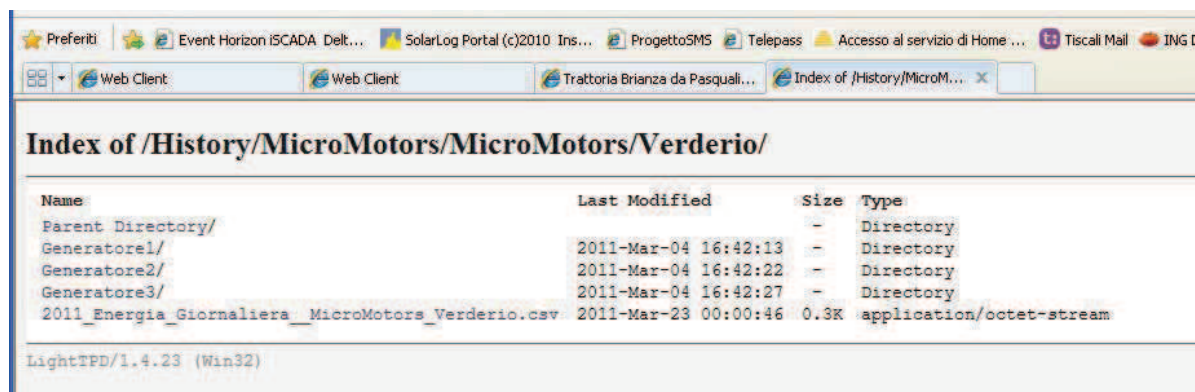 Preferiti Event Horizon iSCADA Delt... SolarLog Portal (c)2010 Ins... ProgettoSMS Telepass Accesso al servizio di Home ... Tiscali Mail ING D
Web Client Web Client Trattoria Brianza da Pasquali... Index of /History/MicroM... X
Index of /History/MicroMotors/MicroMotors/Verderio/
Name Last Modified Size Type
Parent Directory/ - Directory
Generatore1/ 2011-Mar-04 16:42:13 - Directory
Generatore2/ 2011-Mar-04 16:42:22 - Directory
Generatore3/ 2011-Mar-04 16:42:27 - Directory
2011_Energia_Giornaliera__MicroMotors_Verderio.csv 2011-Mar-23 00:00:46 0.3K application/octet-stream
LightTPD/1.4.23 (Win32)